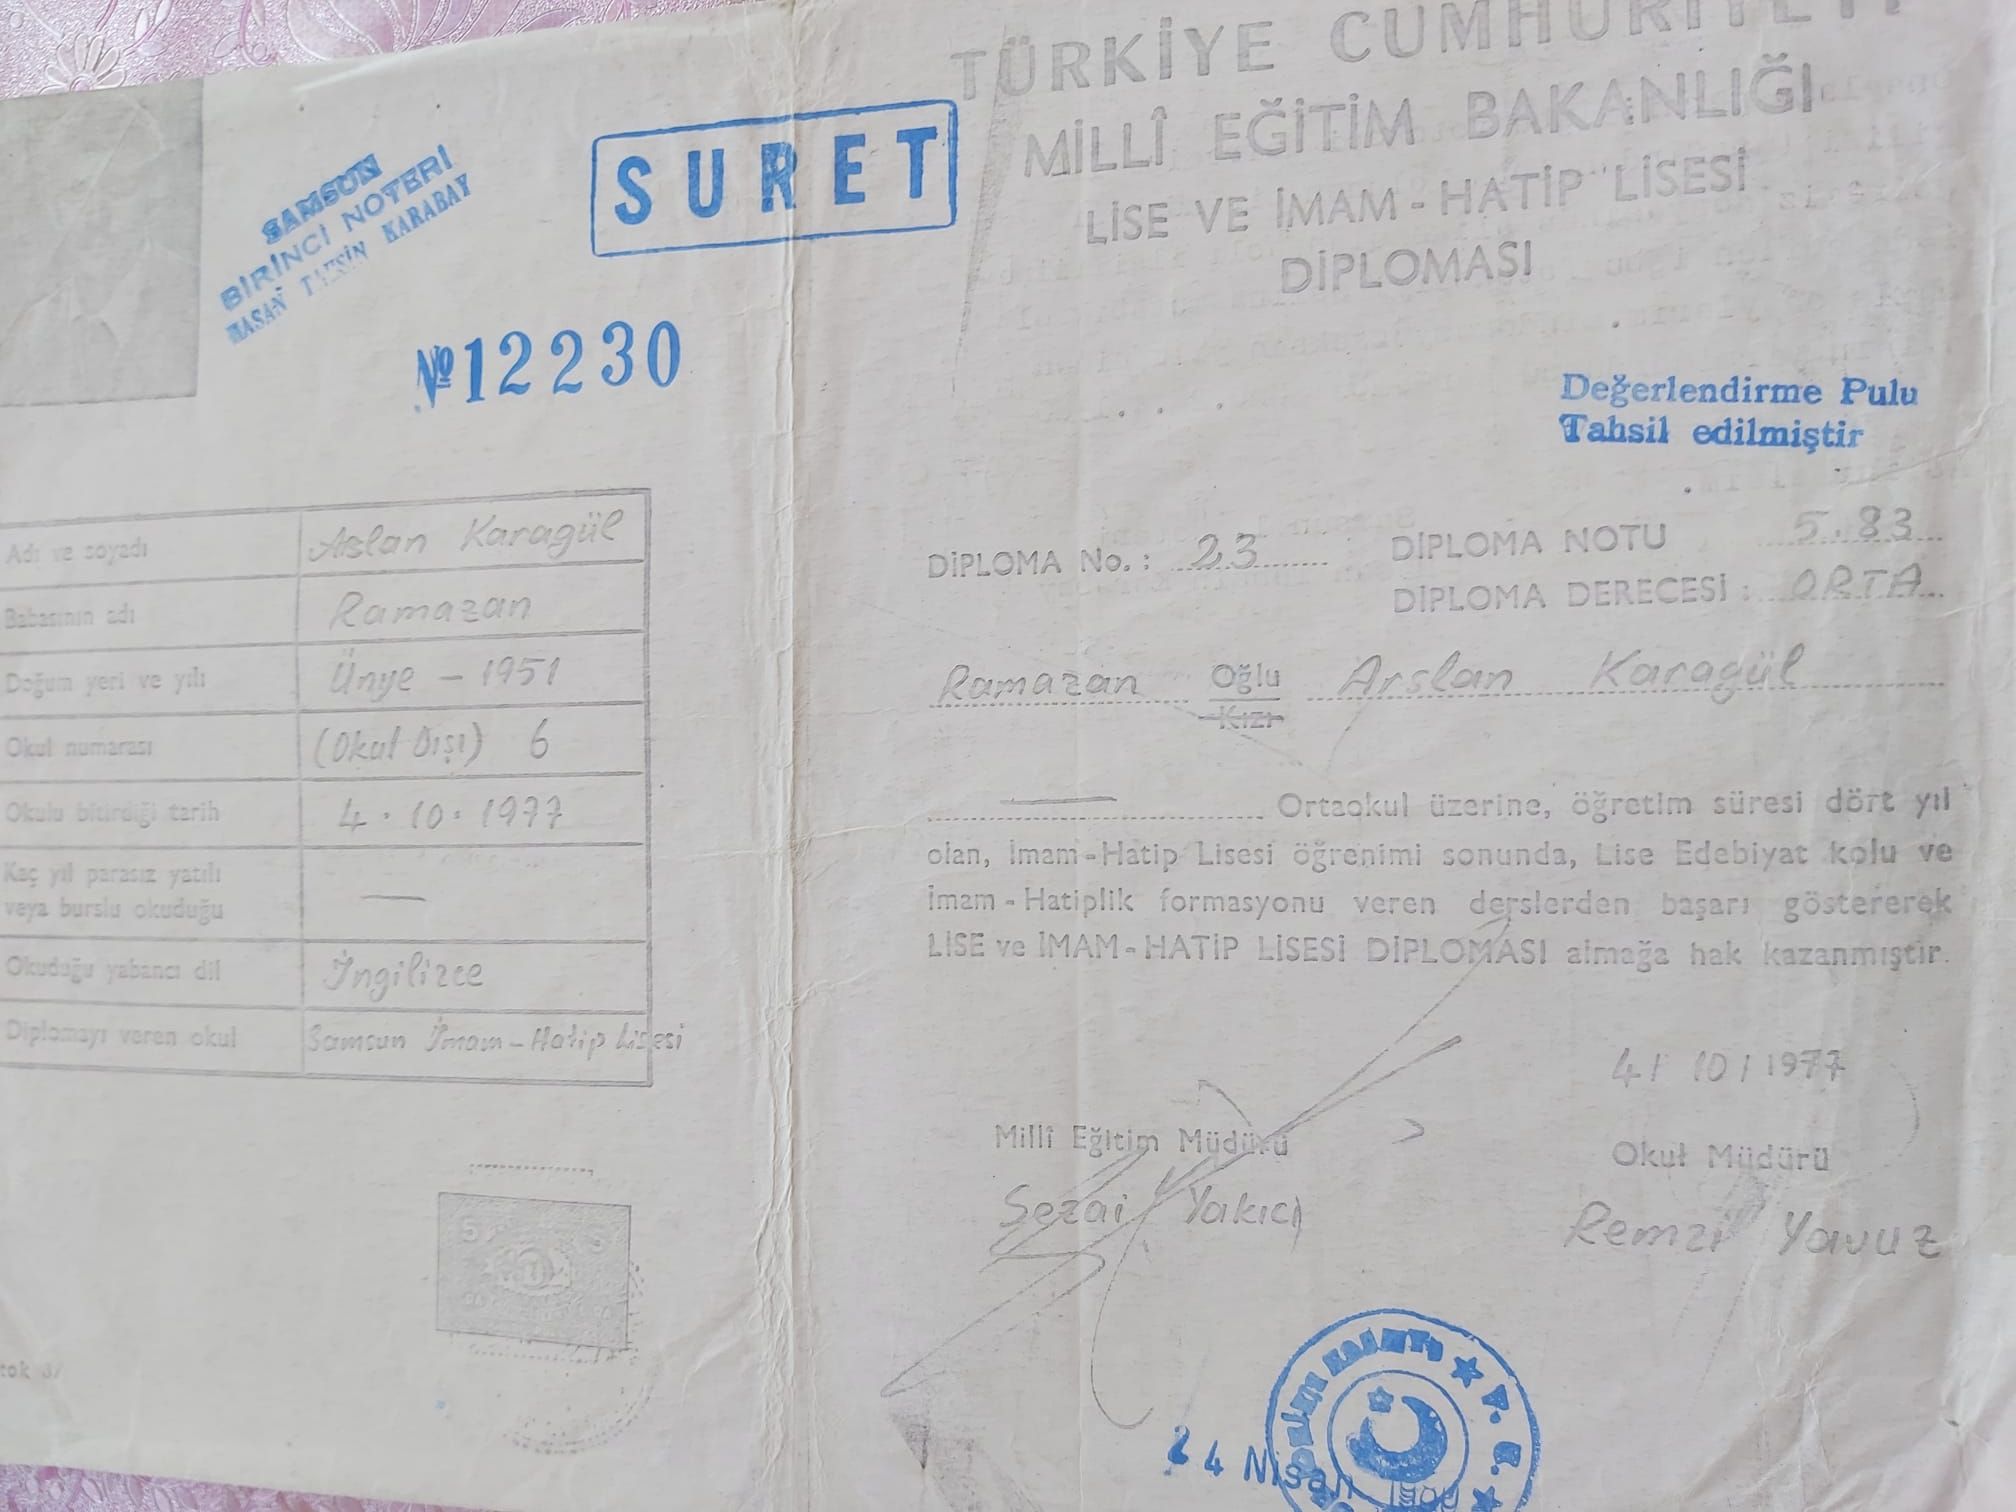 SAMSUN
BİRİNCİ NOTERİ
HASAN TAHSİN KARABAY
SURET
№ 12230
Adı ve soyadı Aslan Karagül
Babasının adı Ramazan
Doğum yeri ve yılı Ünye - 1951
Okul numarası (Okul Dışı) 6
Okulu bitirdiği tarih 4.10.1977
Kaç yıl parasız yatılı
veya burslu okuduğu —
Okuduğu yabancı dil İngilizce
Diplomayı veren okul Samsun İmam-Hatip Lisesi
5 5
TÜRKİYE CUMHURİYETİ
MİLLÎ EĞİTİM BAKANLIĞI
LİSE VE İMAM - HATİP LİSESİ
DİPLOMASI
Değerlendirme Pulu
Tahsil edilmiştir
DİPLOMA No. : 23 DİPLOMA NOTU 5.83
DİPLOMA DERECESİ : ORTA
Ramazan Oğlu Arslan Karagül
Kızı
— Ortaokul üzerine, öğretim süresi dört yıl
olan, İmam-Hatip Lisesi öğrenimi sonunda, Lise Edebiyat kolu ve
İmam - Hatiplik formasyonu veren derslerden başarı göstererek
LİSE ve İMAM-HATİP LİSESİ DİPLOMASI almağa hak kazanmıştır.
4 / 10 / 1977
Millî Eğitim Müdürü Okul Müdürü
Sezai Yakıcı Remzi Yavuz
24 Nisan